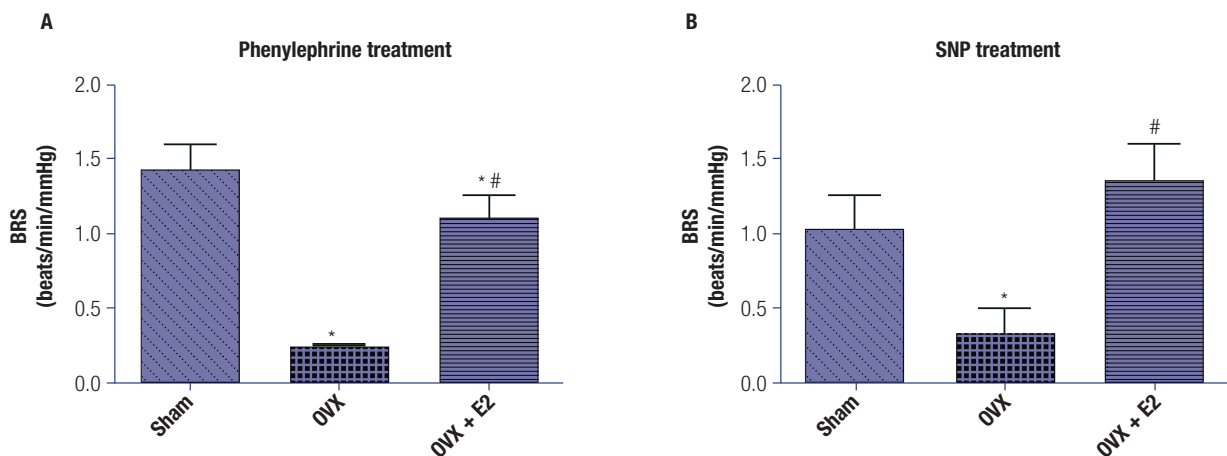 A
Phenylephrine treatment
BRS
(beats/min/mmHg)
2.0
1.5
1.0
0.5
0.0
*
* #
Sham
OVX
OVX + E2
B
SNP treatment
BRS
(beats/min/mmHg)
2.0
1.5
1.0
0.5
0.0
*
#
Sham
OVX
OVX + E2